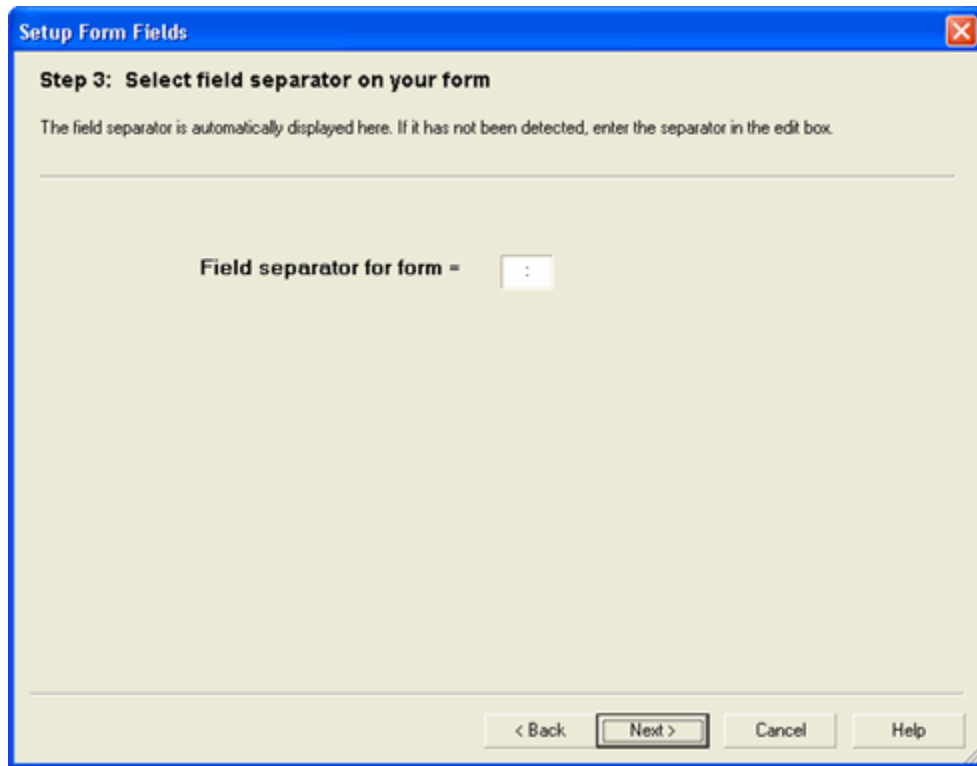 Setup Form Fields
Step 3: Select field separator on your form
The field separator is automatically displayed here. If it has not been detected, enter the separator in the edit box.
Field separator for form = :
< Back Next > Cancel Help